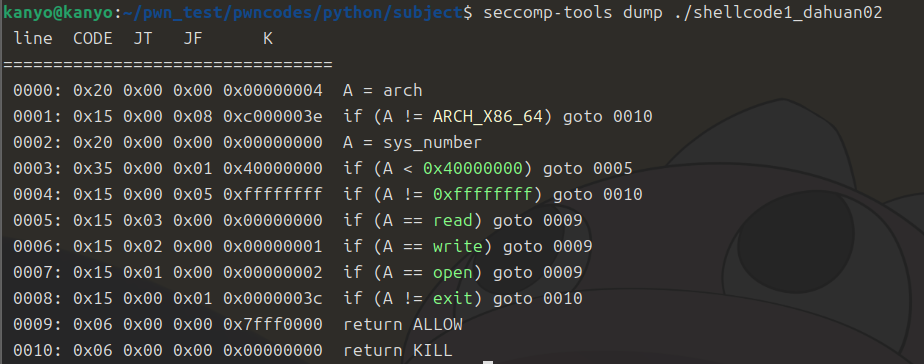 kanyo@kanyo:~/pwn_test/pwncodes/python/subject$ seccomp-tools dump ./shellcode1_dahuan02
 line  CODE  JT   JF      K
=================================
 0000: 0x20 0x00 0x00 0x00000004  A = arch
 0001: 0x15 0x00 0x08 0xc000003e  if (A != ARCH_X86_64) goto 0010
 0002: 0x20 0x00 0x00 0x00000000  A = sys_number
 0003: 0x35 0x00 0x01 0x40000000  if (A < 0x40000000) goto 0005
 0004: 0x15 0x00 0x05 0xffffffff  if (A != 0xffffffff) goto 0010
 0005: 0x15 0x03 0x00 0x00000000  if (A == read) goto 0009
 0006: 0x15 0x02 0x00 0x00000001  if (A == write) goto 0009
 0007: 0x15 0x01 0x00 0x00000002  if (A == open) goto 0009
 0008: 0x15 0x00 0x01 0x0000003c  if (A != exit) goto 0010
 0009: 0x06 0x00 0x00 0x7fff0000  return ALLOW
 0010: 0x06 0x00 0x00 0x00000000  return KILL